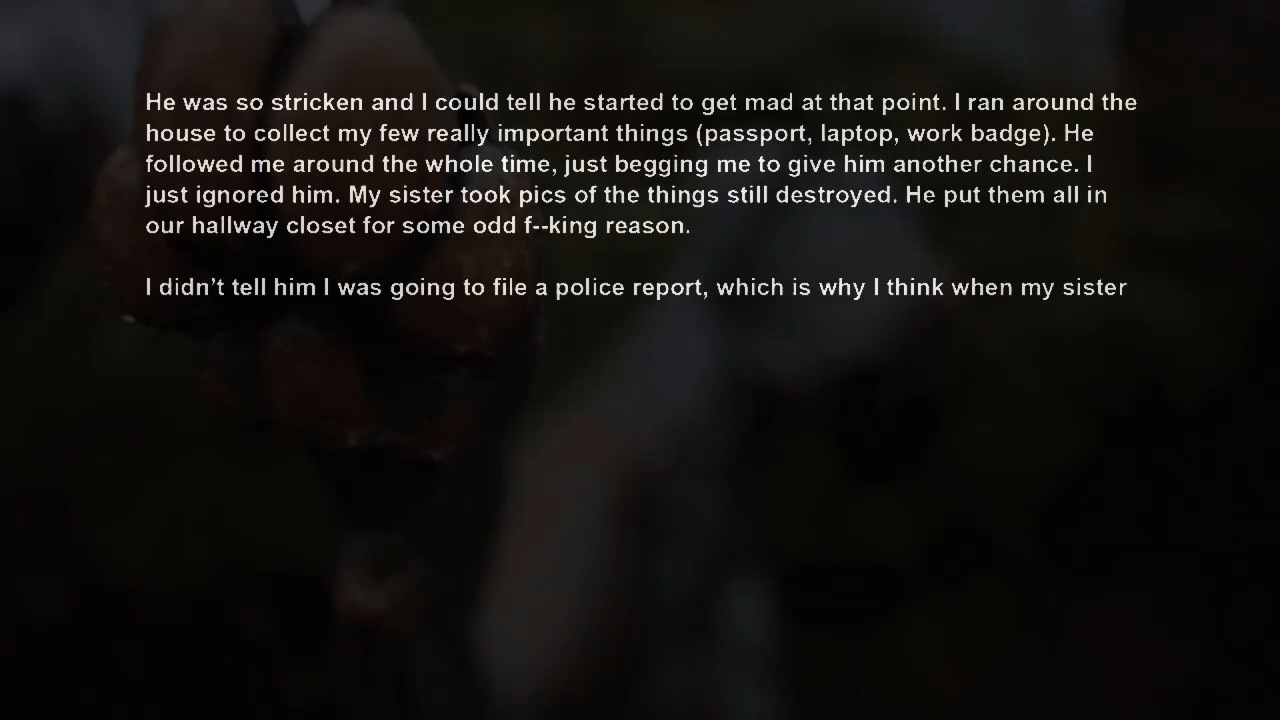 He was so stricken and I could tell he started to get mad at that point. I ran around the
house to collect my few really important things (passport, laptop, work badge). He
followed me around the whole time, just begging me to give him another chance. I
just ignored him. My sister took pics of the things still destroyed. He put them all in
our hallway closet for some odd f--king reason.
I didn’t tell him I was going to file a police report, which is why I think when my sister